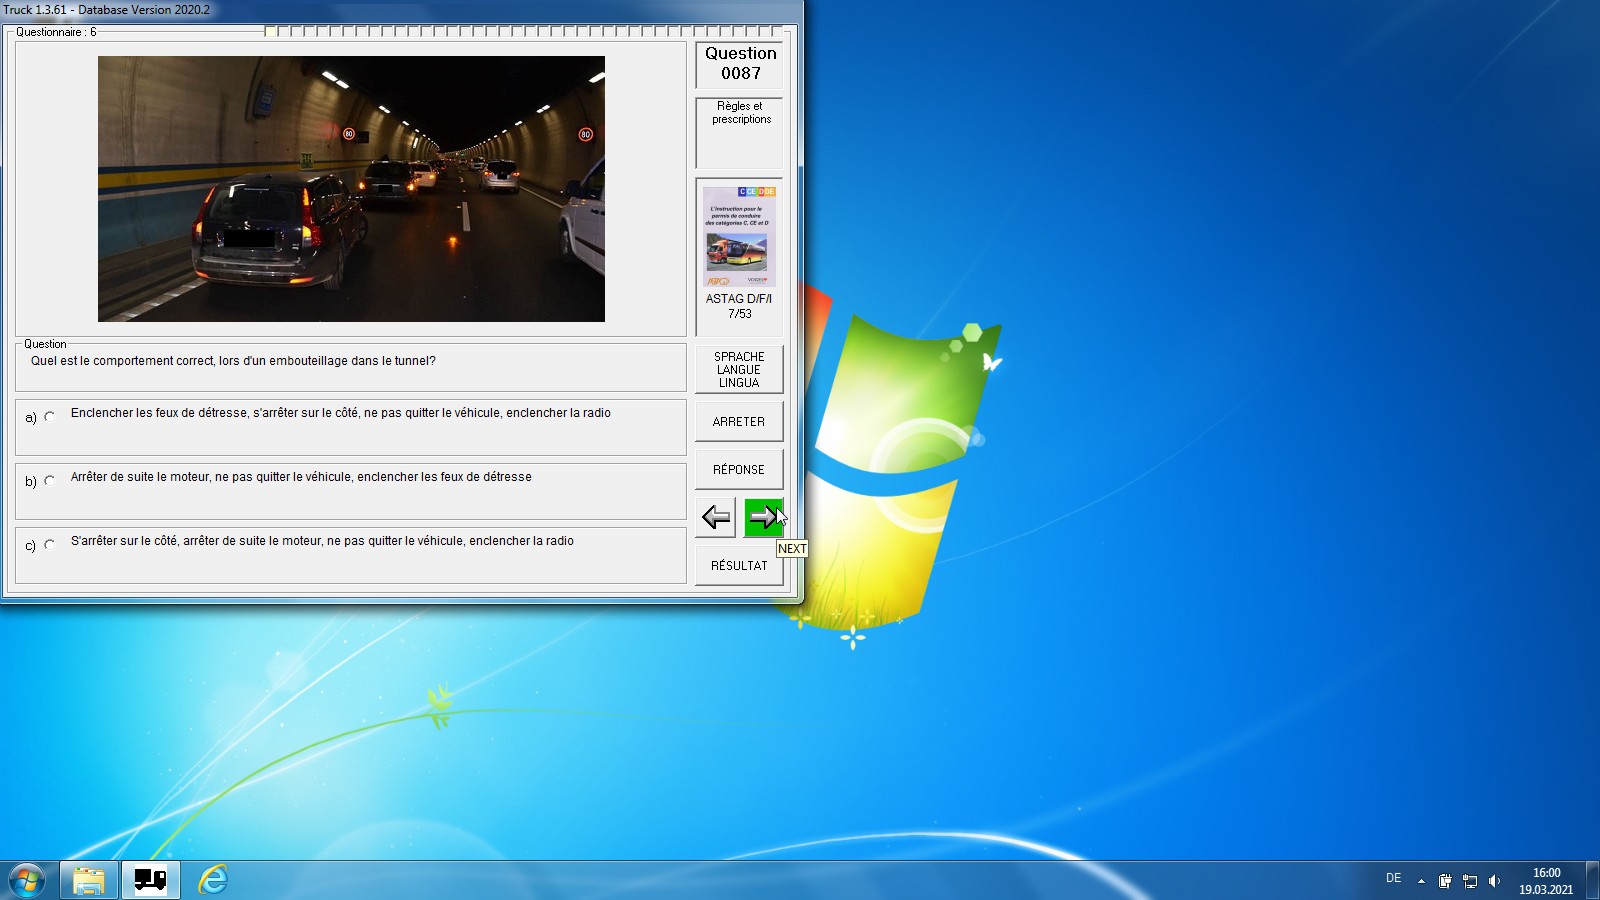 Truck 1.3.61 - Database Version 2020.2
Questionnaire : 6
80
80
Question
0087
Règles et
prescriptions
C CE D DE
L'instruction pour le
permis de conduire
des catégories C, CE et D
ASTAG D/F/I
7/53
Question
Quel est le comportement correct, lors d'un embouteillage dans le tunnel?
SPRACHE
LANGUE
LINGUA
a) Enclencher les feux de détresse, s'arrêter sur le côté, ne pas quitter le véhicule, enclencher la radio
ARRETER
b) Arrêter de suite le moteur, ne pas quitter le véhicule, enclencher les feux de détresse
RÉPONSE
c) S'arrêter sur le côté, arrêter de suite le moteur, ne pas quitter le véhicule, enclencher la radio
NEXT
RÉSULTAT
DE
16:00
19.03.2021